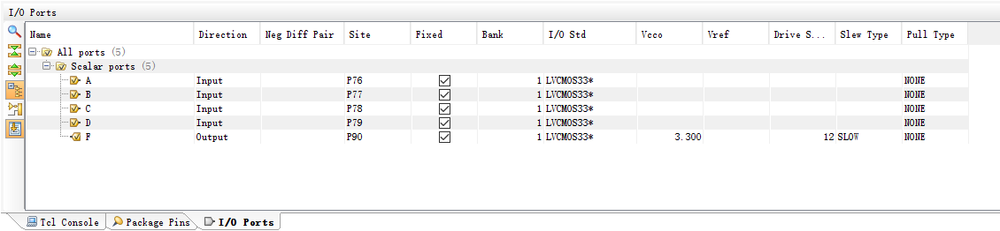 I/O Ports
Name Direction Neg Diff Pair Site Fixed Bank I/O Std Vcco Vref Drive S... Slew Type Pull Type
All ports (5)
Scalar ports (5)
A Input P76 1 LVCMOS33* NONE
B Input P77 1 LVCMOS33* NONE
C Input P78 1 LVCMOS33* NONE
D Input P79 1 LVCMOS33* NONE
F Output P90 1 LVCMOS33* 3.300 12 SLOW NONE
Tcl Console Package Pins I/O Ports